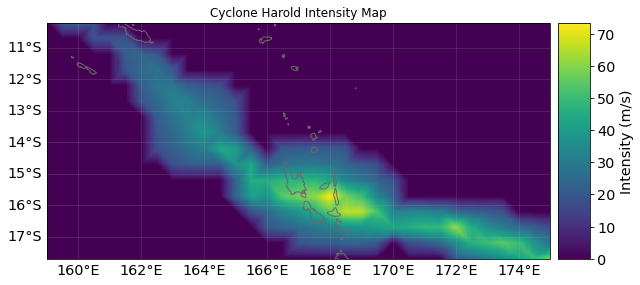 Cyclone Harold Intensity Map
11°S
12°S
13°S
14°S
15°S
16°S
17°S
160°E 162°E 164°E 166°E 168°E 170°E 172°E 174°E
70
60
50
40
30
20
10
0
Intensity (m/s)